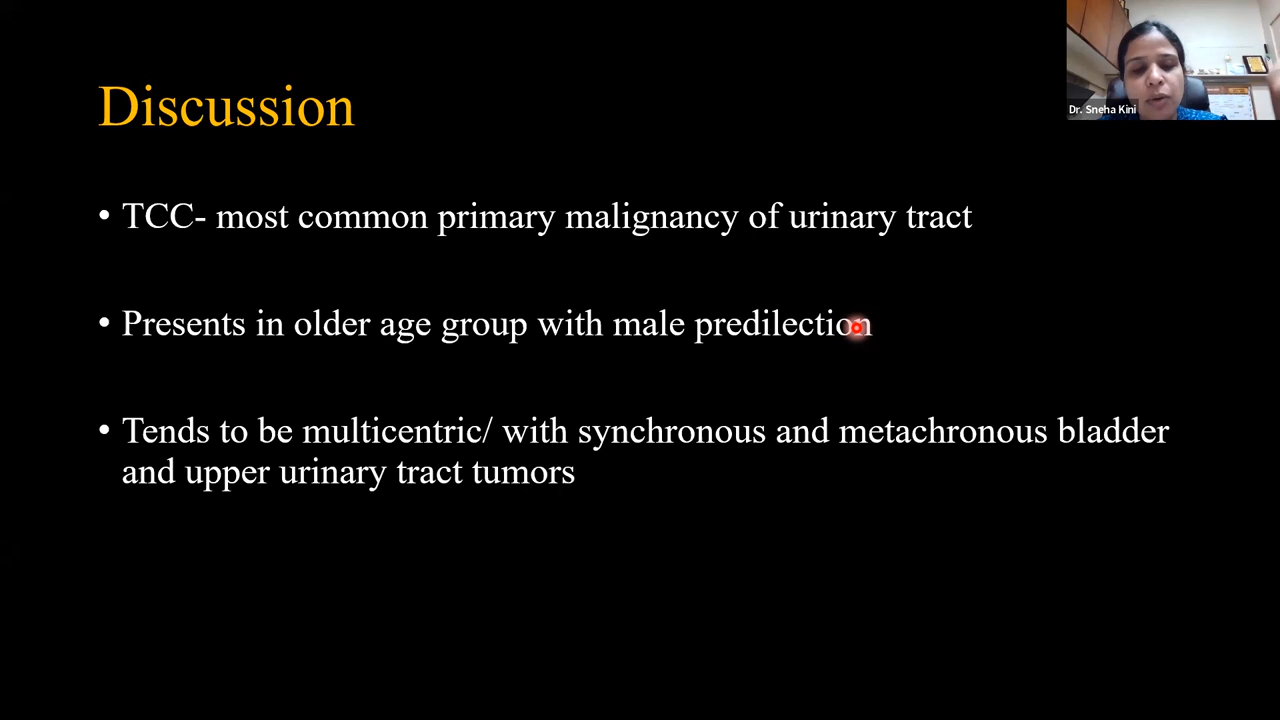 Dr. Sneha Kini
Discussion
• TCC- most common primary malignancy of urinary tract
• Presents in older age group with male predilection
• Tends to be multicentric/ with synchronous and metachronous bladder
and upper urinary tract tumors